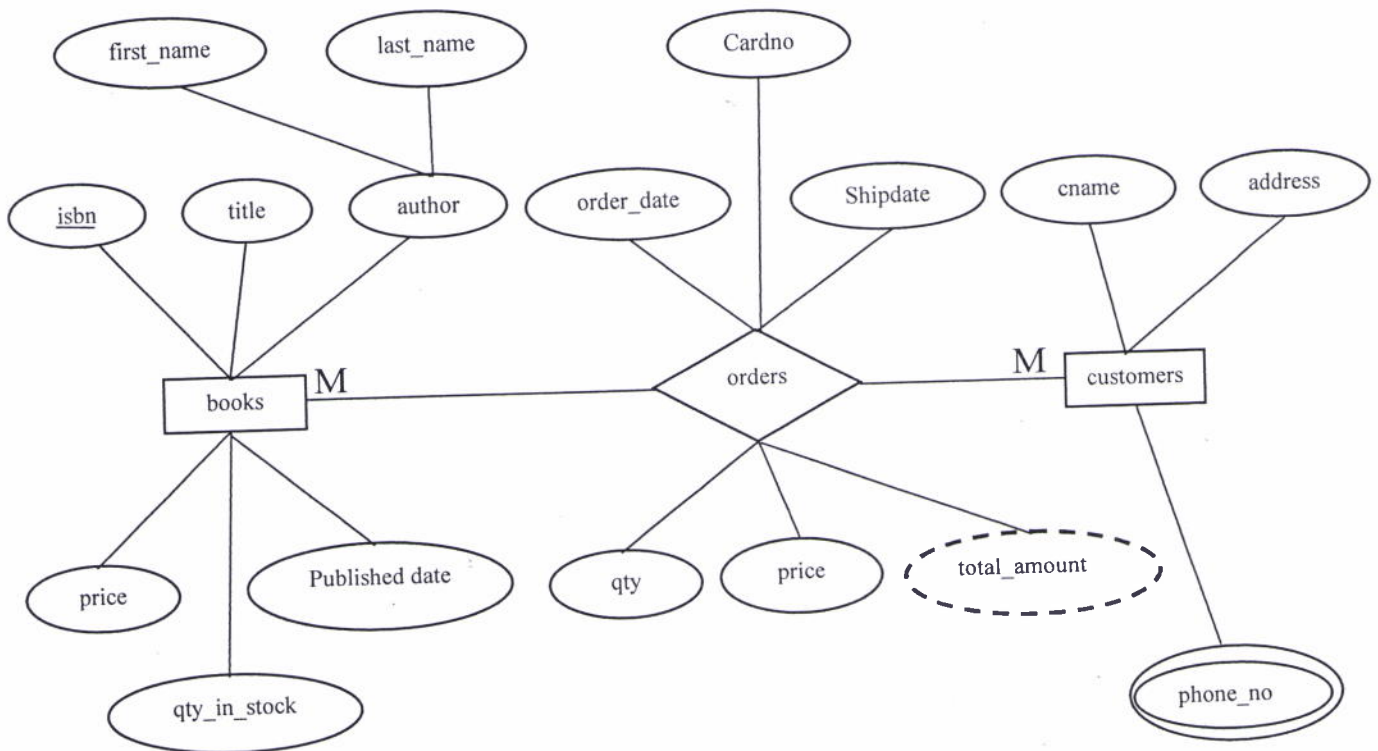 first_name
last_name
Cardno
isbn
title
author
order_date
Shipdate
cname
address
books
M
orders
M
customers
price
qty_in_stock
Published date
qty
price
total_amount
phone_no